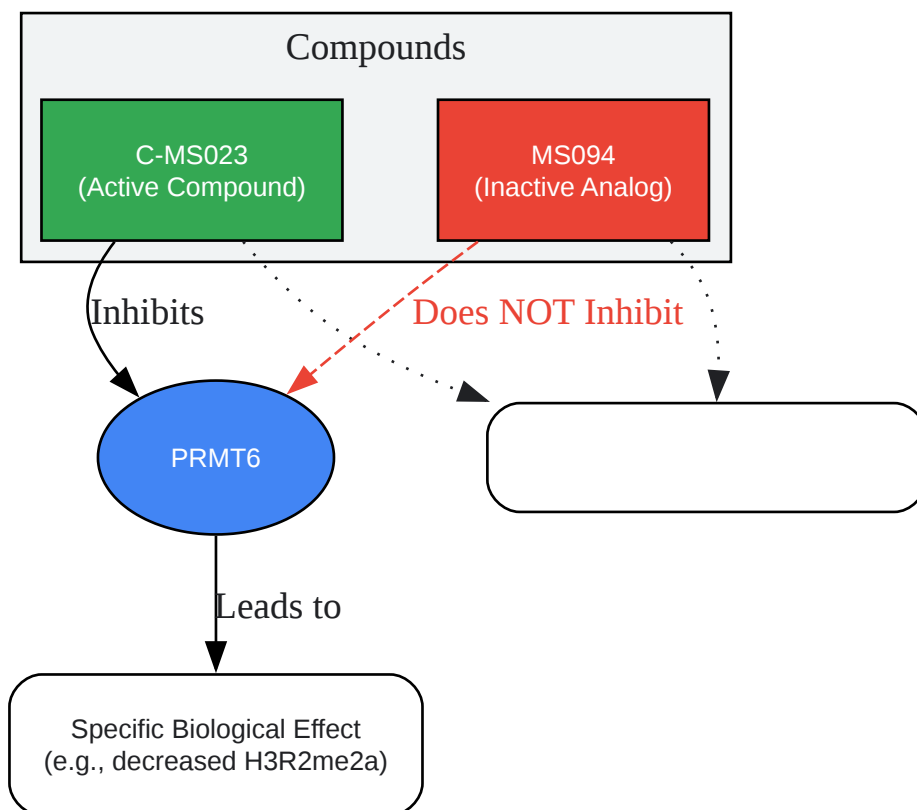 Compounds
C-MS023
(Active Compound)
MS094
(Inactive Analog)
Inhibits
Does NOT Inhibit
PRMT6
Leads to
Specific Biological Effect
(e.g., decreased H3R2me2a)